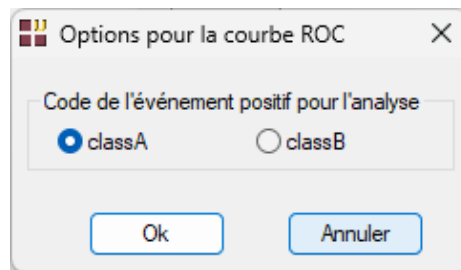 Options pour la courbe ROC
Code de l'événement positif pour l'analyse
classA classB
Ok Annuler